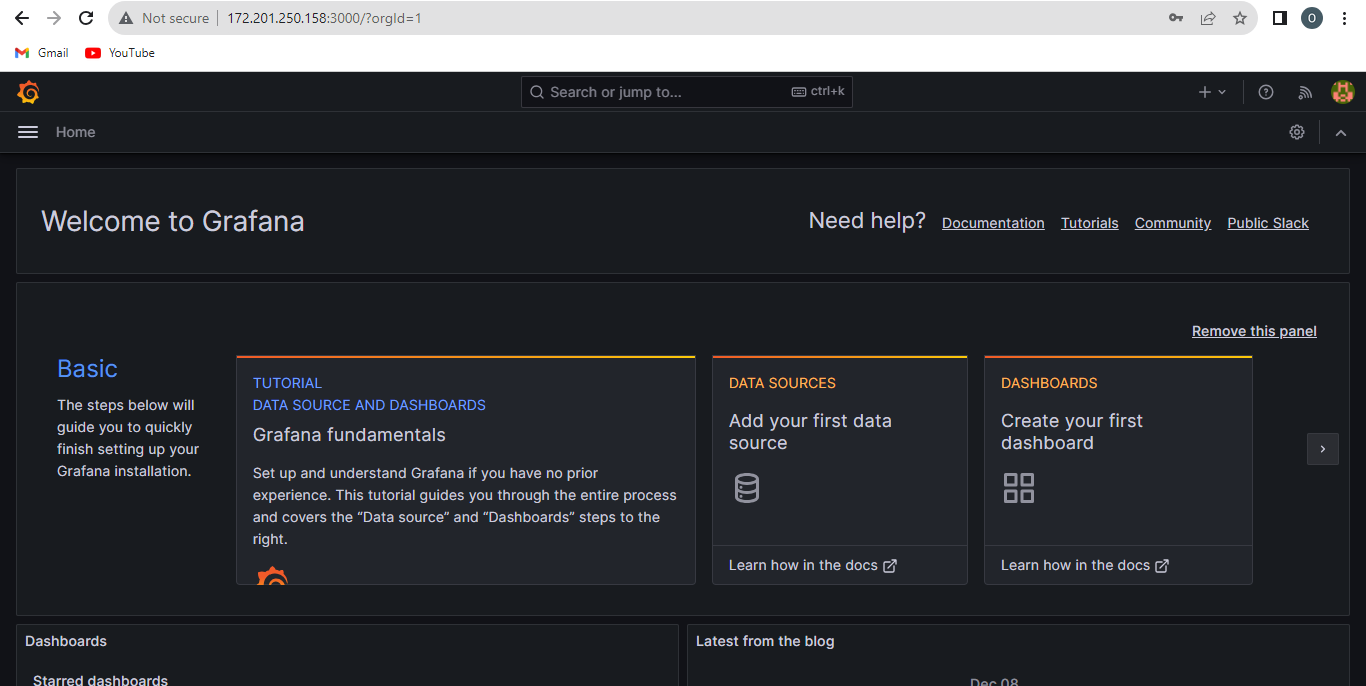 Not secure 172.201.250.158:3000/?orgId=1
O
Gmail YouTube
Search or jump to... ctrl+k
Home
Welcome to Grafana
Need help? Documentation Tutorials Community Public Slack
Remove this panel
Basic
The steps below will
guide you to quickly
finish setting up your
Grafana installation.
TUTORIAL
DATA SOURCE AND DASHBOARDS
Grafana fundamentals
Set up and understand Grafana if you have no prior
experience. This tutorial guides you through the entire process
and covers the “Data source” and “Dashboards” steps to the
right.
DATA SOURCES
Add your first data
source
Learn how in the docs
DASHBOARDS
Create your first
dashboard
Learn how in the docs
Dashboards
Starred dashboards
Latest from the blog
Dec 08